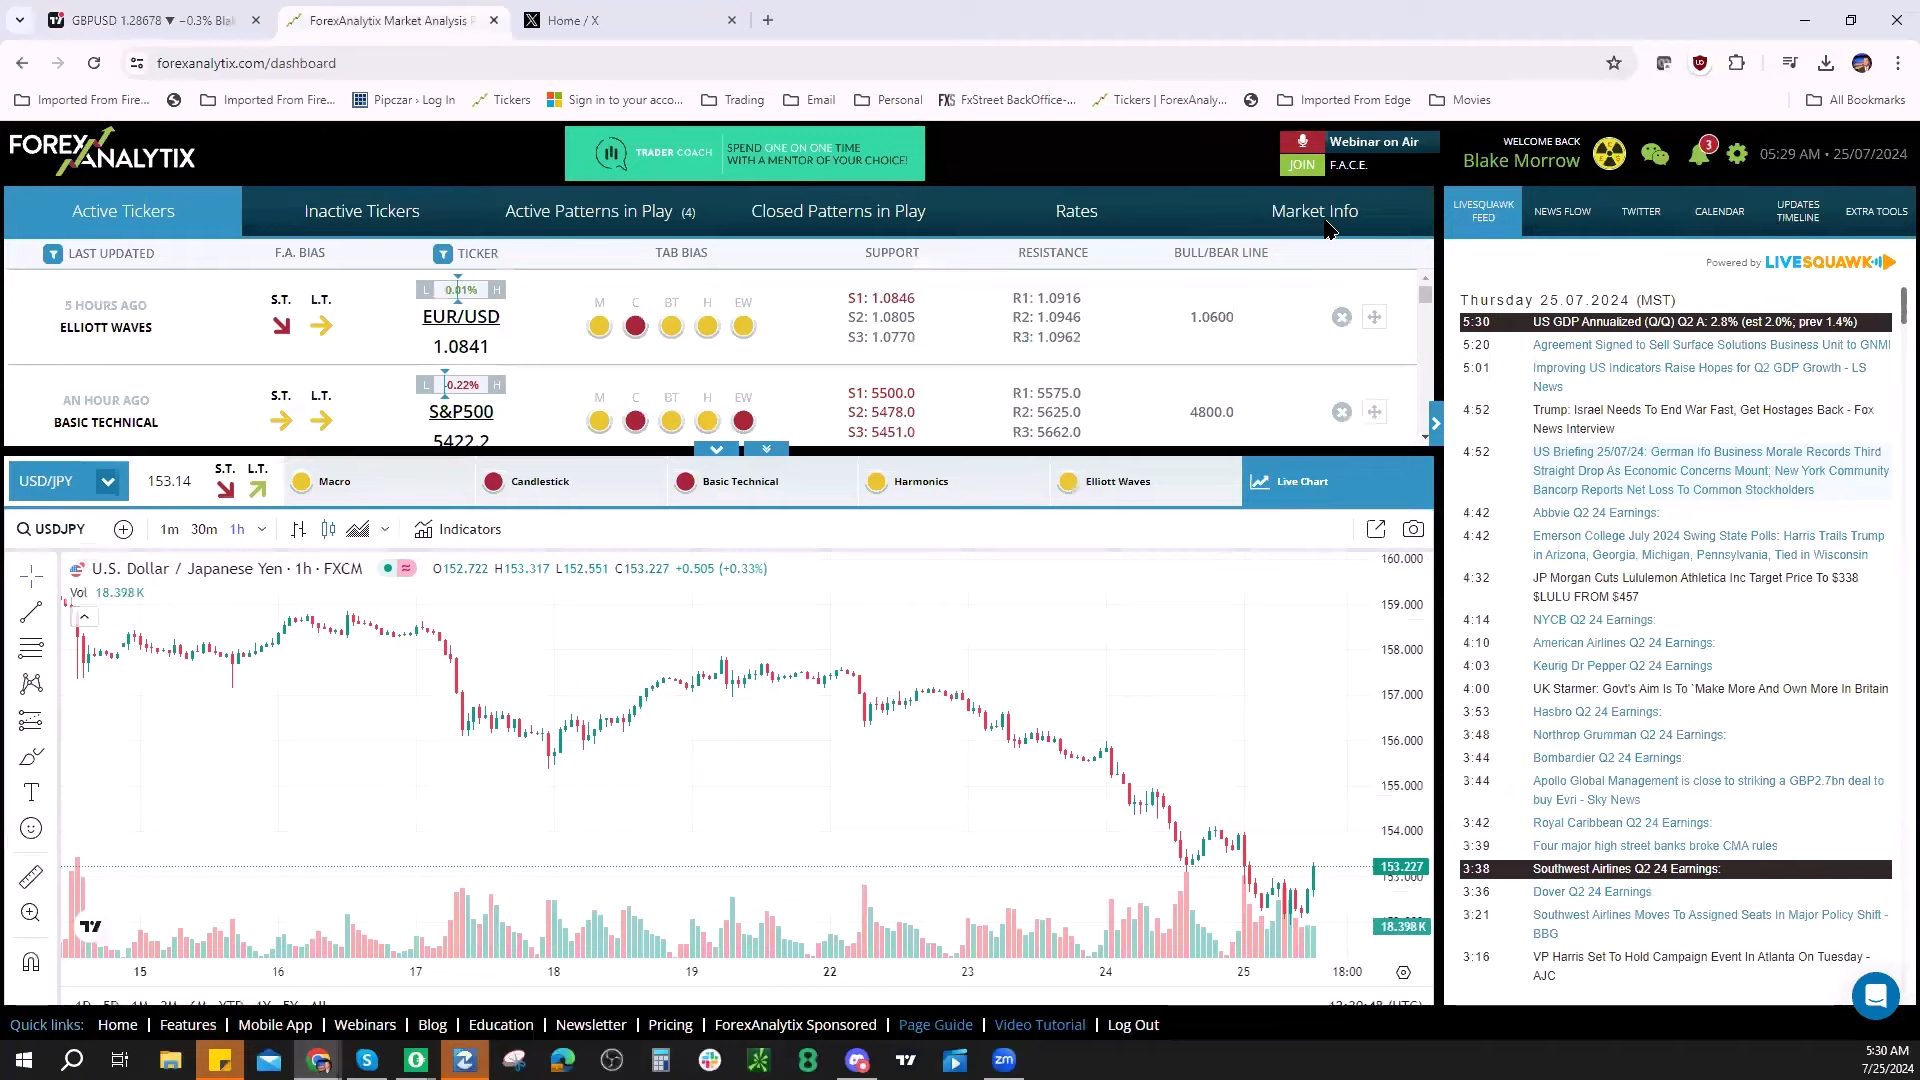 GBPUSD 1.28678 ▼ −0.3% Blak
ForexAnalytix Market Analysis F
Home / X
forexanalytix.com/dashboard
Imported From Fire...
Imported From Fire...
Pipczar › Log In
Tickers
Sign in to your acco...
Trading
Email
Personal
FxStreet BackOffice-...
Tickers | ForexAnaly...
Imported From Edge
Movies
All Bookmarks
FOREX ANALYTIX
TRADER COACH
SPEND ONE ON ONE TIME
WITH A MENTOR OF YOUR CHOICE!
Webinar on Air
JOIN F.A.C.E.
WELCOME BACK
Blake Morrow
3
05:29 AM • 25/07/2024
Active Tickers
Inactive Tickers
Active Patterns in Play (4)
Closed Patterns in Play
Rates
Market Info
LAST UPDATED
F.A. BIAS
TICKER
TAB BIAS
SUPPORT
RESISTANCE
BULL/BEAR LINE
5 HOURS AGO
ELLIOTT WAVES
S.T. L.T.
L 0.01% H
EUR/USD
1.0841
M C BT H EW
S1: 1.0846
S2: 1.0805
S3: 1.0770
R1: 1.0916
R2: 1.0946
R3: 1.0962
1.0600
AN HOUR AGO
BASIC TECHNICAL
S.T. L.T.
L -0.22% H
S&P500
5422.2
M C BT H EW
S1: 5500.0
S2: 5478.0
S3: 5451.0
R1: 5575.0
R2: 5625.0
R3: 5662.0
4800.0
USD/JPY
153.14
S.T. L.T.
Macro
Candlestick
Basic Technical
Harmonics
Elliott Waves
Live Chart
USDJPY
1m 30m 1h
Indicators
U.S. Dollar / Japanese Yen · 1h · FXCM
O152.722 H153.317 L152.551 C153.227 +0.505 (+0.33%)
Vol 18.398K
160.000
159.000
158.000
157.000
156.000
155.000
154.000
153.227
153.000
18.398K
15 16 17 18 19 22 23 24 25 18:00
1D 5D 1M 3M 6M YTD 1Y 5Y All
LIVESQUAWK
FEED
NEWS FLOW
TWITTER
CALENDAR
UPDATES
TIMELINE
EXTRA TOOLS
Powered by LIVESQUAWK
Thursday 25.07.2024 (MST)
5:30 US GDP Annualized (Q/Q) Q2 A: 2.8% (est 2.0%; prev 1.4%)
5:20 Agreement Signed to Sell Surface Solutions Business Unit to GNMI
5:01 Improving US Indicators Raise Hopes for Q2 GDP Growth - LS
News
4:52 Trump: Israel Needs To End War Fast, Get Hostages Back - Fox
News Interview
4:52 US Briefing 25/07/24: German Ifo Business Morale Records Third
Straight Drop As Economic Concerns Mount; New York Community
Bancorp Reports Net Loss To Common Stockholders
4:42 Abbvie Q2 24 Earnings:
4:42 Emerson College July 2024 Swing State Polls: Harris Trails Trump
in Arizona, Georgia, Michigan, Pennsylvania, Tied in Wisconsin
4:32 JP Morgan Cuts Lululemon Athletica Inc Target Price To $338
$LULU FROM $457
4:14 NYCB Q2 24 Earnings:
4:10 American Airlines Q2 24 Earnings:
4:03 Keurig Dr Pepper Q2 24 Earnings
4:00 UK Starmer: Govt's Aim Is To `Make More And Own More In Britain
3:53 Hasbro Q2 24 Earnings:
3:48 Northrop Grumman Q2 24 Earnings:
3:44 Bombardier Q2 24 Earnings:
3:44 Apollo Global Management is close to striking a GBP2.7bn deal to
buy Evri - Sky News
3:42 Royal Caribbean Q2 24 Earnings:
3:39 Four major high street banks broke CMA rules
3:38 Southwest Airlines Q2 24 Earnings:
3:36 Dover Q2 24 Earnings
3:21 Southwest Airlines Moves To Assigned Seats In Major Policy Shift -
BBG
3:16 VP Harris Set To Hold Campaign Event In Atlanta On Tuesday -
AJC
Quick links: Home | Features | Mobile App | Webinars | Blog | Education | Newsletter | Pricing | ForexAnalytix Sponsored | Page Guide | Video Tutorial | Log Out
zm
5:30 AM
7/25/2024